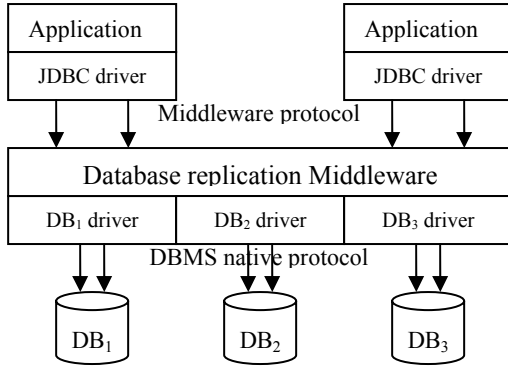 Application Application
JDBC driver JDBC driver
Middleware protocol
Database replication Middleware
DB₁ driver DB₂ driver DB₃ driver
DBMS native protocol
DB₁ DB₂ DB₃